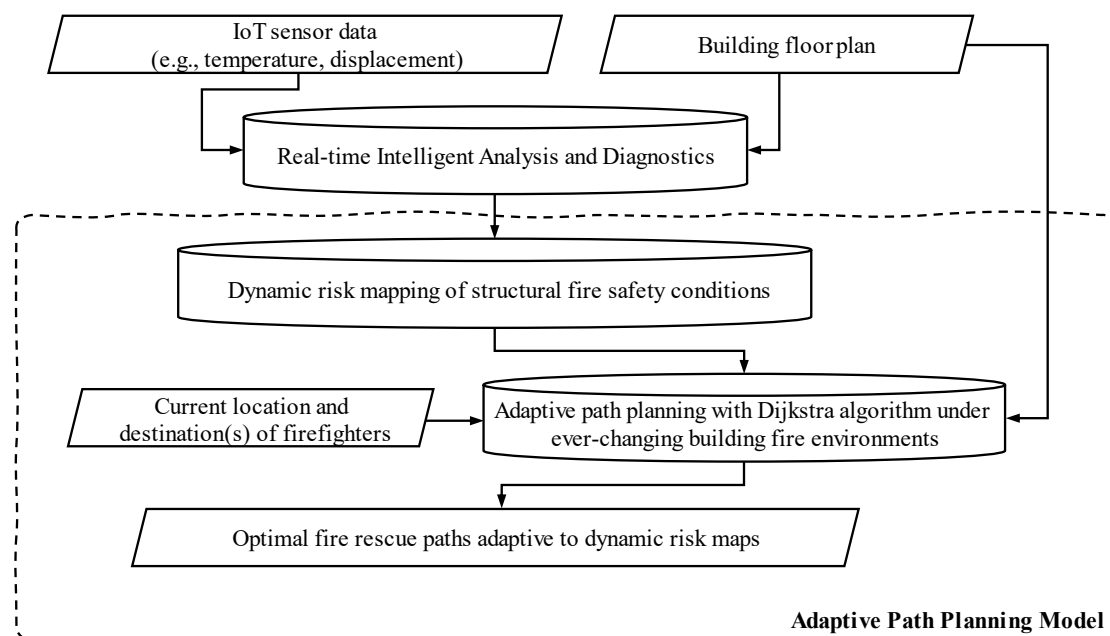 IoT sensor data
(e.g., temperature, displacement)
Building floor plan
Real-time Intelligent Analysis and Diagnostics
Dynamic risk mapping of structural fire safety conditions
Current location and
destination(s) of firefighters
Adaptive path planning with Dijkstra algorithm under
ever-changing building fire environments
Optimal fire rescue paths adaptive to dynamic risk maps
Adaptive Path Planning Model